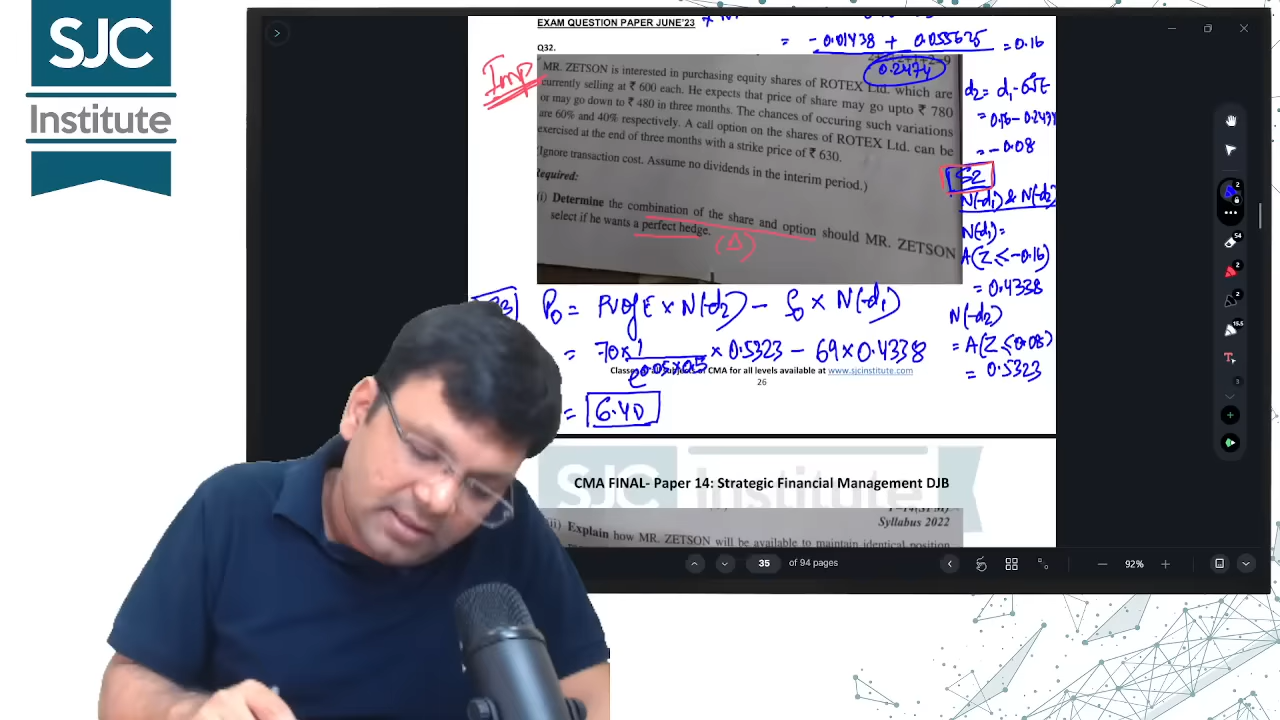 SJC
Institute
EXAM QUESTION PAPER JUNE'23
= -0.01438 + 0.055625 = 0.16
0.2474
Q32.
Imp
MR. ZETSON is interested in purchasing equity shares of ROTEX Ltd. which are
currently selling at ₹ 600 each. He expects that price of share may go upto ₹ 780
or may go down to ₹ 480 in three months. The chances of occuring such variations
are 60% and 40% respectively. A call option on the shares of ROTEX Ltd. can be
exercised at the end of three months with a strike price of ₹ 630.
(Ignore transaction cost. Assume no dividends in the interim period.)
Required:
(i) Determine the combination of the share and option should MR. ZETSON
select if he wants a perfect hedge.
(Δ)
d2 = d1 - σ√t
= 0.16 - 0.2474
= -0.08
S2
N(-d1) & N(-d2)
N(-d1) =
A(Z ≤ -0.16)
= 0.4338
N(-d2)
= A(Z ≤ 0.08)
= 0.5323
P0 = PV of E × N(-d2) - S0 × N(-d1)
= 70 × 1/e^0.05×0.5 × 0.5323 - 69 × 0.4338
of CMA for all levels available at www.sjcinstitute.com
26
= 6.40
SJC Institute
CMA FINAL- Paper 14: Strategic Financial Management DJB
Syllabus 2022
(ii) Explain how MR. ZETSON will be available to maintain identical position
35 of 94 pages
92%